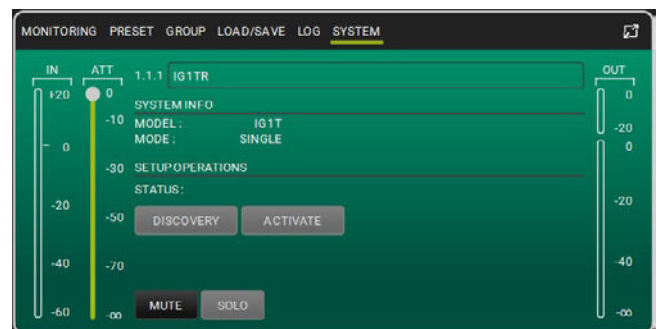 MONITORING PRESET GROUP LOAD/SAVE LOG SYSTEM
IN ATT OUT
1.1.1 IG1TR
+20 0 0
SYSTEM INFO
-10 MODEL: IG1T -20
0 MODE: SINGLE 0
-30 SETUP OPERATIONS
STATUS:
-20 -20
-50 DISCOVERY ACTIVATE
-40 -70 -40
MUTE SOLO
-60 -∞ -∞